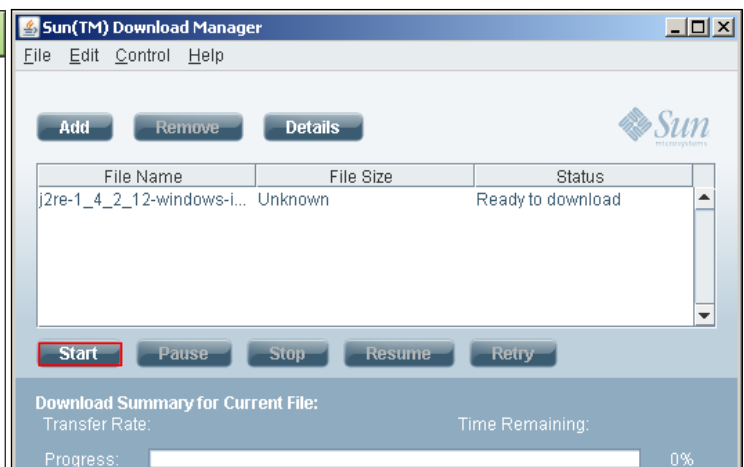 Sun(TM) Download Manager
File Edit Control Help
Add Remove Details
Sun
microsystems
File Name File Size Status
j2re-1_4_2_12-windows-i... Unknown Ready to download
Start Pause Stop Resume Retry
Download Summary for Current File:
Transfer Rate: Time Remaining:
Progress: 0%